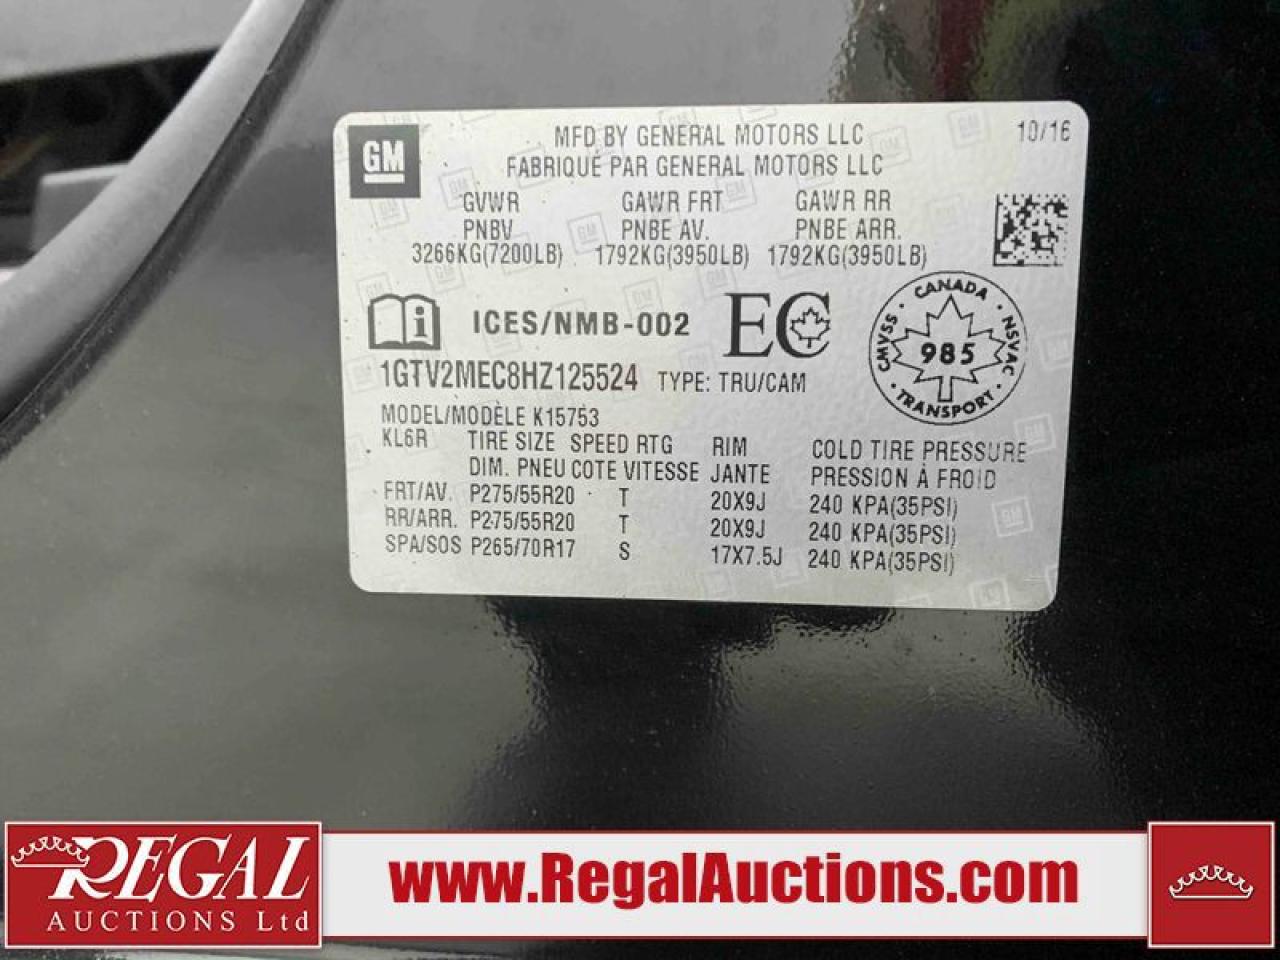 GM
MFD BY GENERAL MOTORS LLC
10/16
FABRIQUÉ PAR GENERAL MOTORS LLC
GVWR GAWR FRT GAWR RR
PNBV PNBE AV. PNBE ARR.
3266KG(7200LB) 1792KG(3950LB) 1792KG(3950LB)
i ICES/NMB-002 EC
CANADA
CMVSS · 985 · NSVAC
TRANSPORT
1GTV2MEC8HZ125524 TYPE: TRU/CAM
MODEL/MODÈLE K15753
KL6R TIRE SIZE SPEED RTG RIM COLD TIRE PRESSURE
DIM. PNEU COTE VITESSE JANTE PRESSION À FROID
FRT/AV. P275/55R20 T 20X9J 240 KPA(35PSI)
RR/ARR. P275/55R20 T 20X9J 240 KPA(35PSI)
SPA/SOS P265/70R17 S 17X7.5J 240 KPA(35PSI)
REGAL
AUCTIONS Ltd
www.RegalAuctions.com